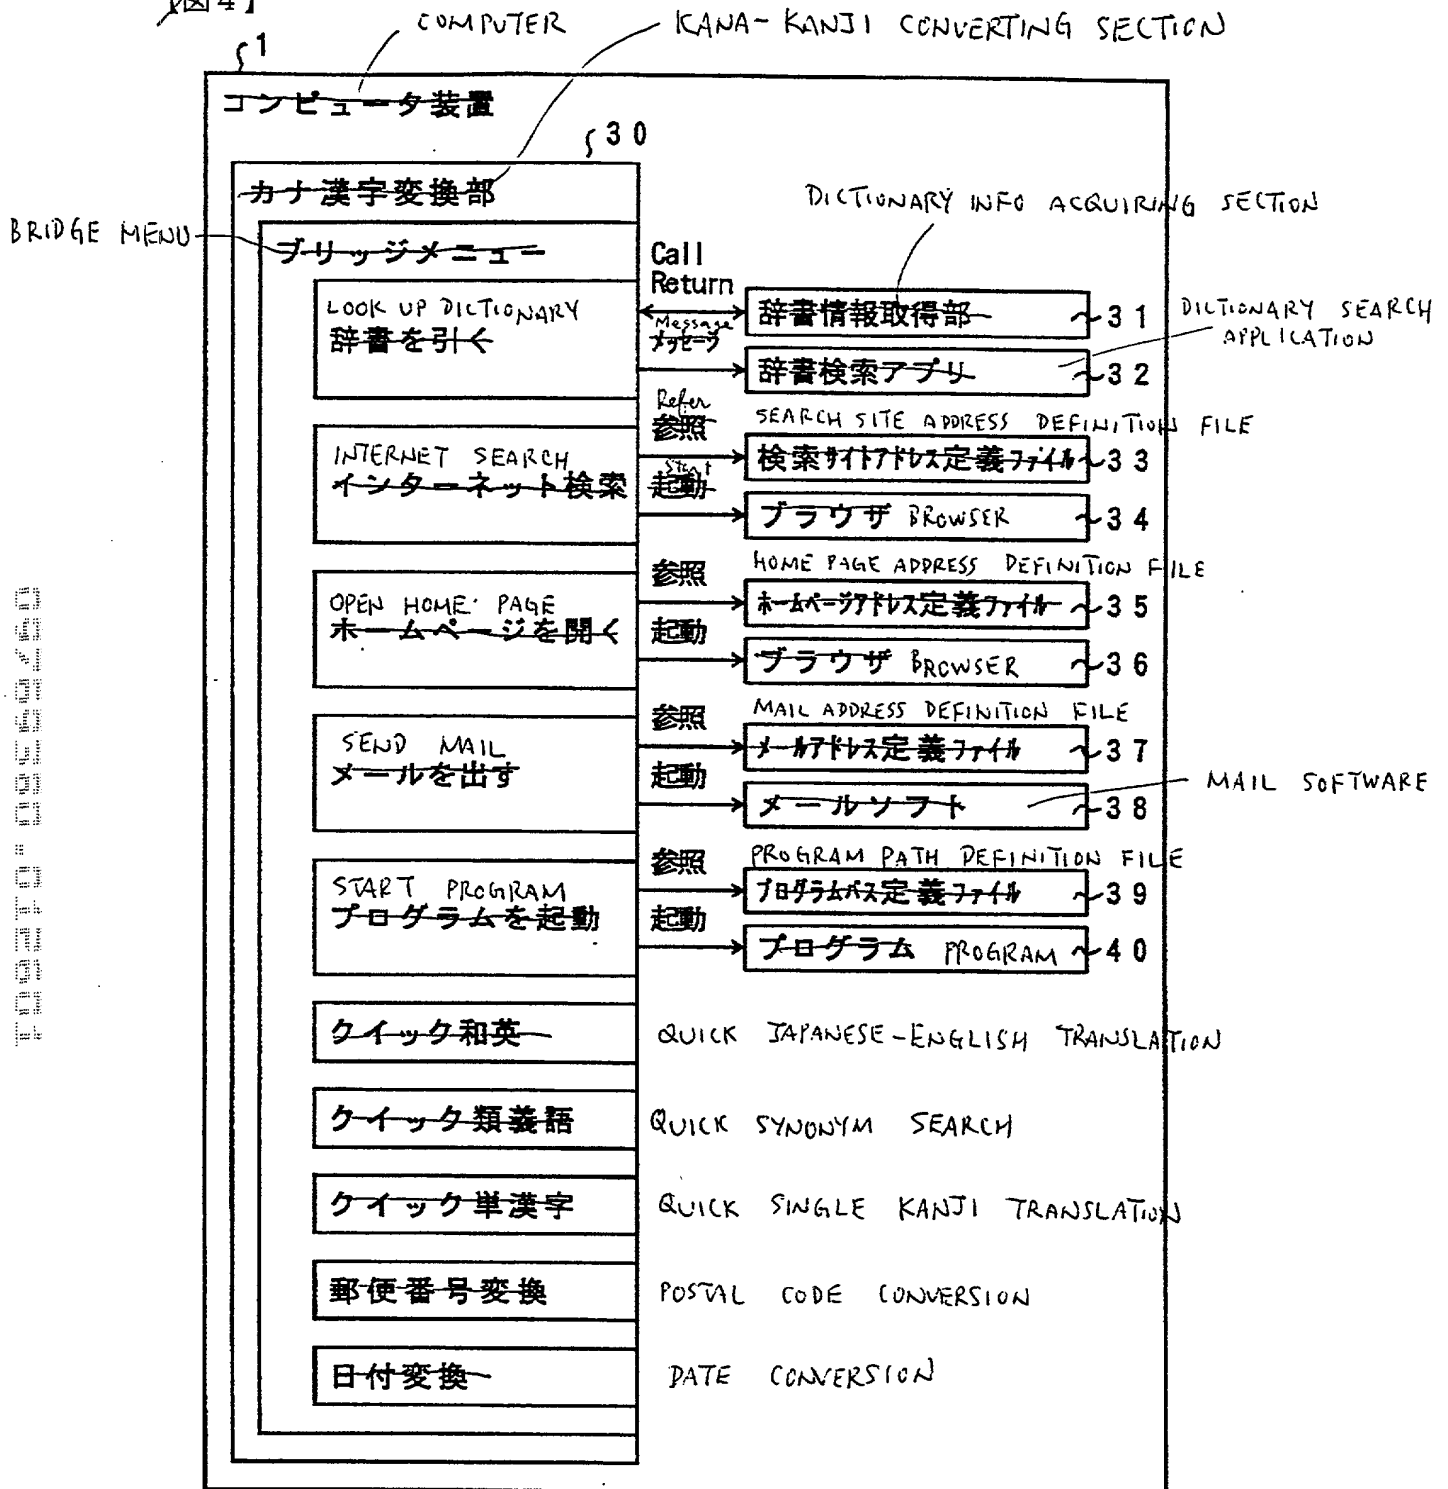 【図4】
COMPUTER
KANA-KANJI CONVERTING SECTION
1
コンピュータ装置
30
カナ漢字変換部
DICTIONARY INFO ACQUIRING SECTION
BRIDGE MENU
ブリッジメニュー
Call
Return
LOOK UP DICTIONARY
辞書を引く
辞書情報取得部
31
DICTIONARY SEARCH
APPLICATION
Message
メッセージ
辞書検索アプリ
32
Refer
参照
SEARCH SITE ADDRESS DEFINITION FILE
INTERNET SEARCH
インターネット検索
検索サイトアドレス定義ファイル
33
Start
起動
ブラウザ BROWSER
34
参照
HOME PAGE ADDRESS DEFINITION FILE
OPEN HOME PAGE
ホームページを開く
ホームページアドレス定義ファイル
35
起動
ブラウザ BROWSER
36
参照
MAIL ADDRESS DEFINITION FILE
SEND MAIL
メールを出す
メールアドレス定義ファイル
37
起動
メールソフト
38
MAIL SOFTWARE
参照
PROGRAM PATH DEFINITION FILE
START PROGRAM
プログラムを起動
プログラムパス定義ファイル
39
起動
プログラム PROGRAM
40
クイック和英
QUICK JAPANESE-ENGLISH TRANSLATION
クイック類義語
QUICK SYNONYM SEARCH
クイック単漢字
QUICK SINGLE KANJI TRANSLATION
郵便番号変換
POSTAL CODE CONVERSION
日付変換
DATE CONVERSION